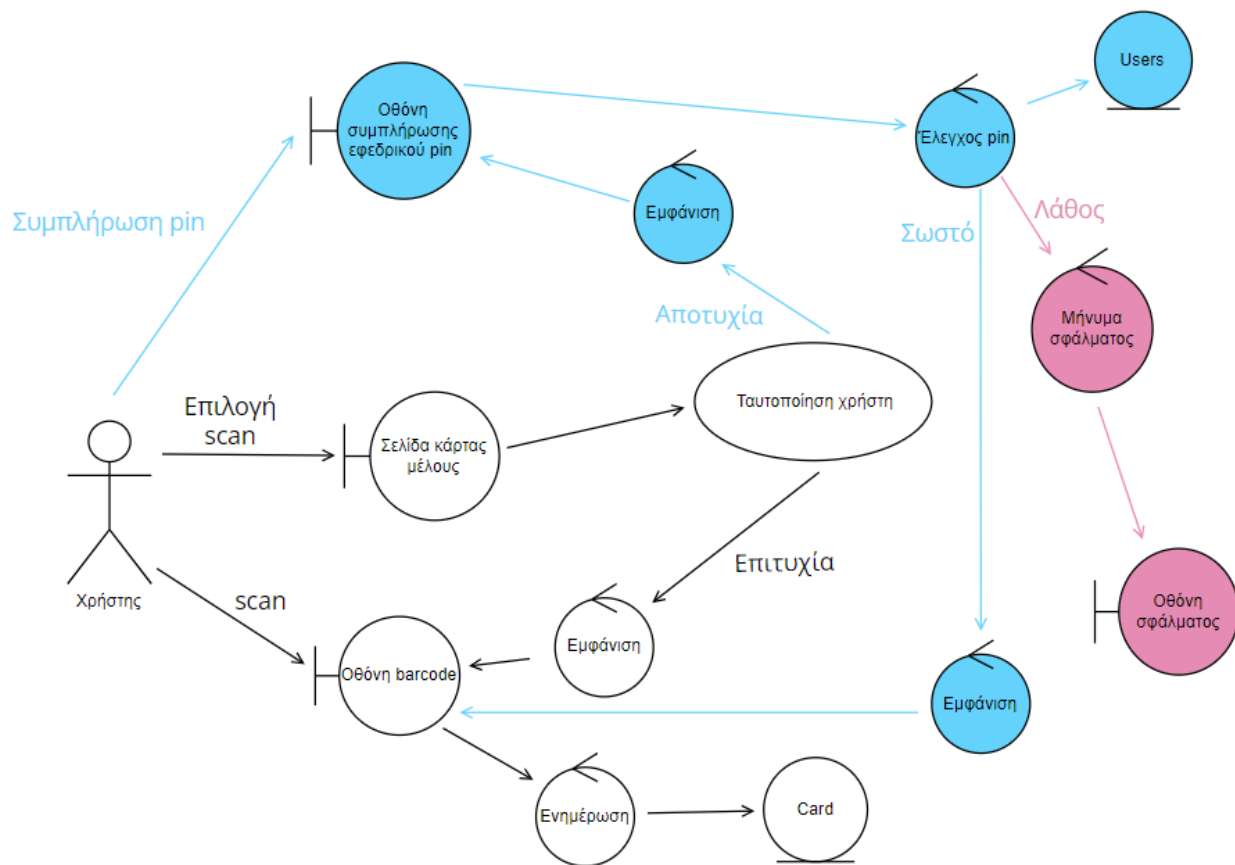 Users
Οθόνη
συμπλήρωσης
εφεδρικού pin
Έλεγχος pin
Συμπλήρωση pin
Εμφάνιση
Σωστό
Λάθος
Αποτυχία
Μήνυμα
σφάλματος
Επιλογή
scan
Σελίδα κάρτας
μέλους
Ταυτοποίηση χρήστη
Επιτυχία
Χρήστης
scan
Οθόνη barcode
Εμφάνιση
Οθόνη
σφάλματος
Εμφάνιση
Ενημέρωση
Card